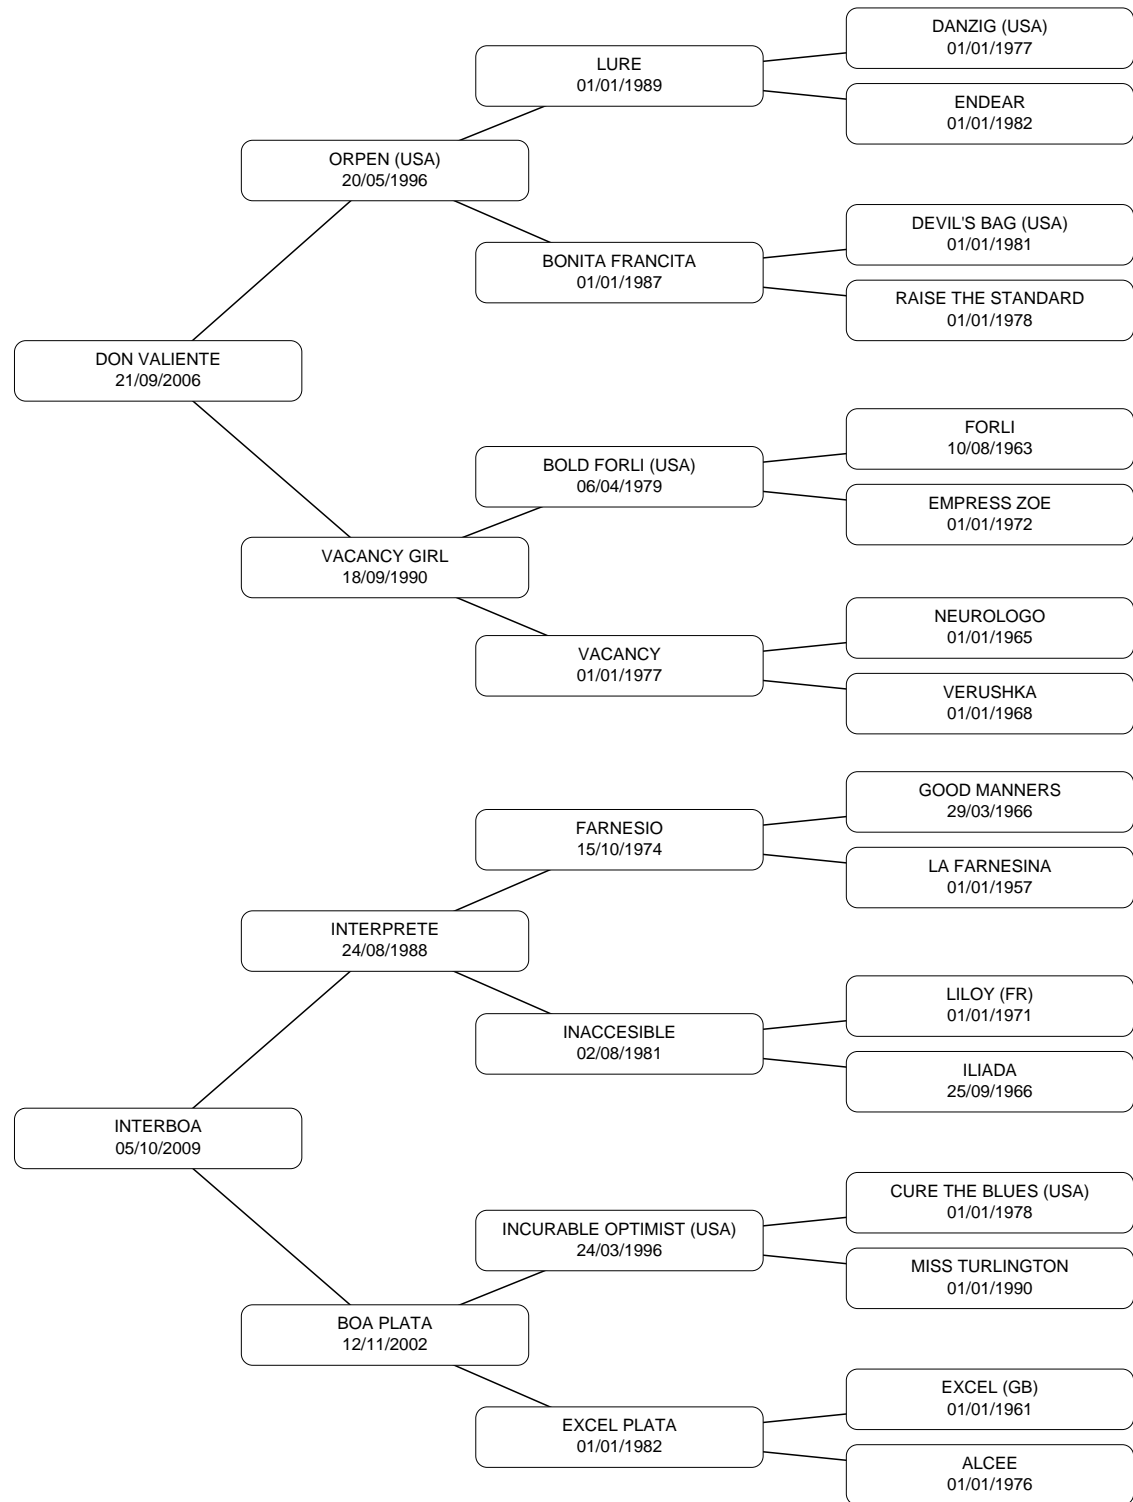 DANZIG (USA)
01/01/1977
LURE
01/01/1989
ENDEAR
01/01/1982
ORPEN (USA)
20/05/1996
DEVIL'S BAG (USA)
01/01/1981
BONITA FRANCITA
01/01/1987
RAISE THE STANDARD
01/01/1978
DON VALIENTE
21/09/2006
FORLI
10/08/1963
BOLD FORLI (USA)
06/04/1979
EMPRESS ZOE
01/01/1972
VACANCY GIRL
18/09/1990
NEUROLOGO
01/01/1965
VACANCY
01/01/1977
VERUSHKA
01/01/1968
GOOD MANNERS
29/03/1966
FARNESIO
15/10/1974
LA FARNESINA
01/01/1957
INTERPRETE
24/08/1988
LILOY (FR)
01/01/1971
INACCESIBLE
02/08/1981
ILIADA
25/09/1966
INTERBOA
05/10/2009
CURE THE BLUES (USA)
01/01/1978
INCURABLE OPTIMIST (USA)
24/03/1996
MISS TURLINGTON
01/01/1990
BOA PLATA
12/11/2002
EXCEL (GB)
01/01/1961
EXCEL PLATA
01/01/1982
ALCEE
01/01/1976